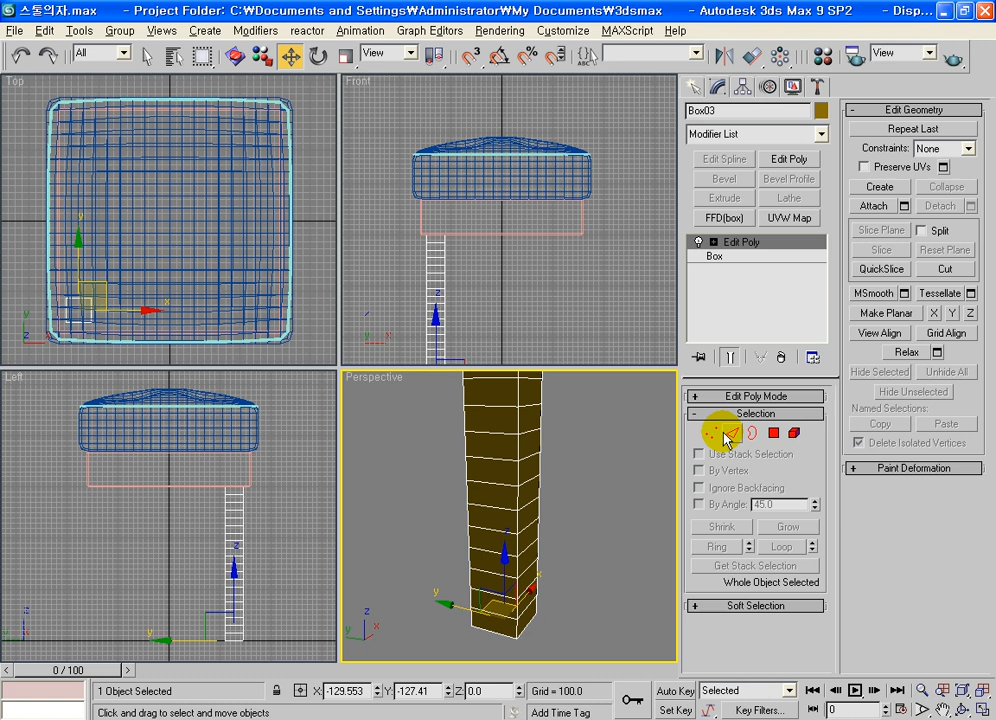 스툴의자.max - Project Folder: C:₩Documents and Settings₩Administrator₩My Documents₩3dsmax - Autodesk 3ds Max 9 SP2 - Disp...
File Edit Tools Group Views Create Modifiers reactor Animation Graph Editors Rendering Customize MAXScript Help
All View 3 View
Top Front
Box03
Modifier List
Edit Spline Edit Poly
Bevel Bevel Profile
Extrude Lathe
FFD(box) UVW Map
Edit Poly
Box
- Edit Geometry
Repeat Last
Constraints: None
Preserve UVs
Create Collapse
Attach Detach
Slice Plane Split
Slice Reset Plane
QuickSlice Cut
MSmooth Tessellate
Make Planar X Y Z
View Align Grid Align
Relax
Hide Selected Unhide All
Hide Unselected
Named Selections:
Copy Paste
Delete Isolated Vertices
+ Paint Deformation
Left Perspective
+ Edit Poly Mode
- Selection
Use Stack Selection
By Vertex
Ignore Backfacing
By Angle: 45.0
Shrink Grow
Ring Loop
Get Stack Selection
Whole Object Selected
+ Soft Selection
0 / 100
1 Object Selected X: -129.553 Y: -127.41 Z: 0.0 Grid = 100.0 Auto Key Selected
Click and drag to select and move objects Add Time Tag Set Key Key Filters... 0